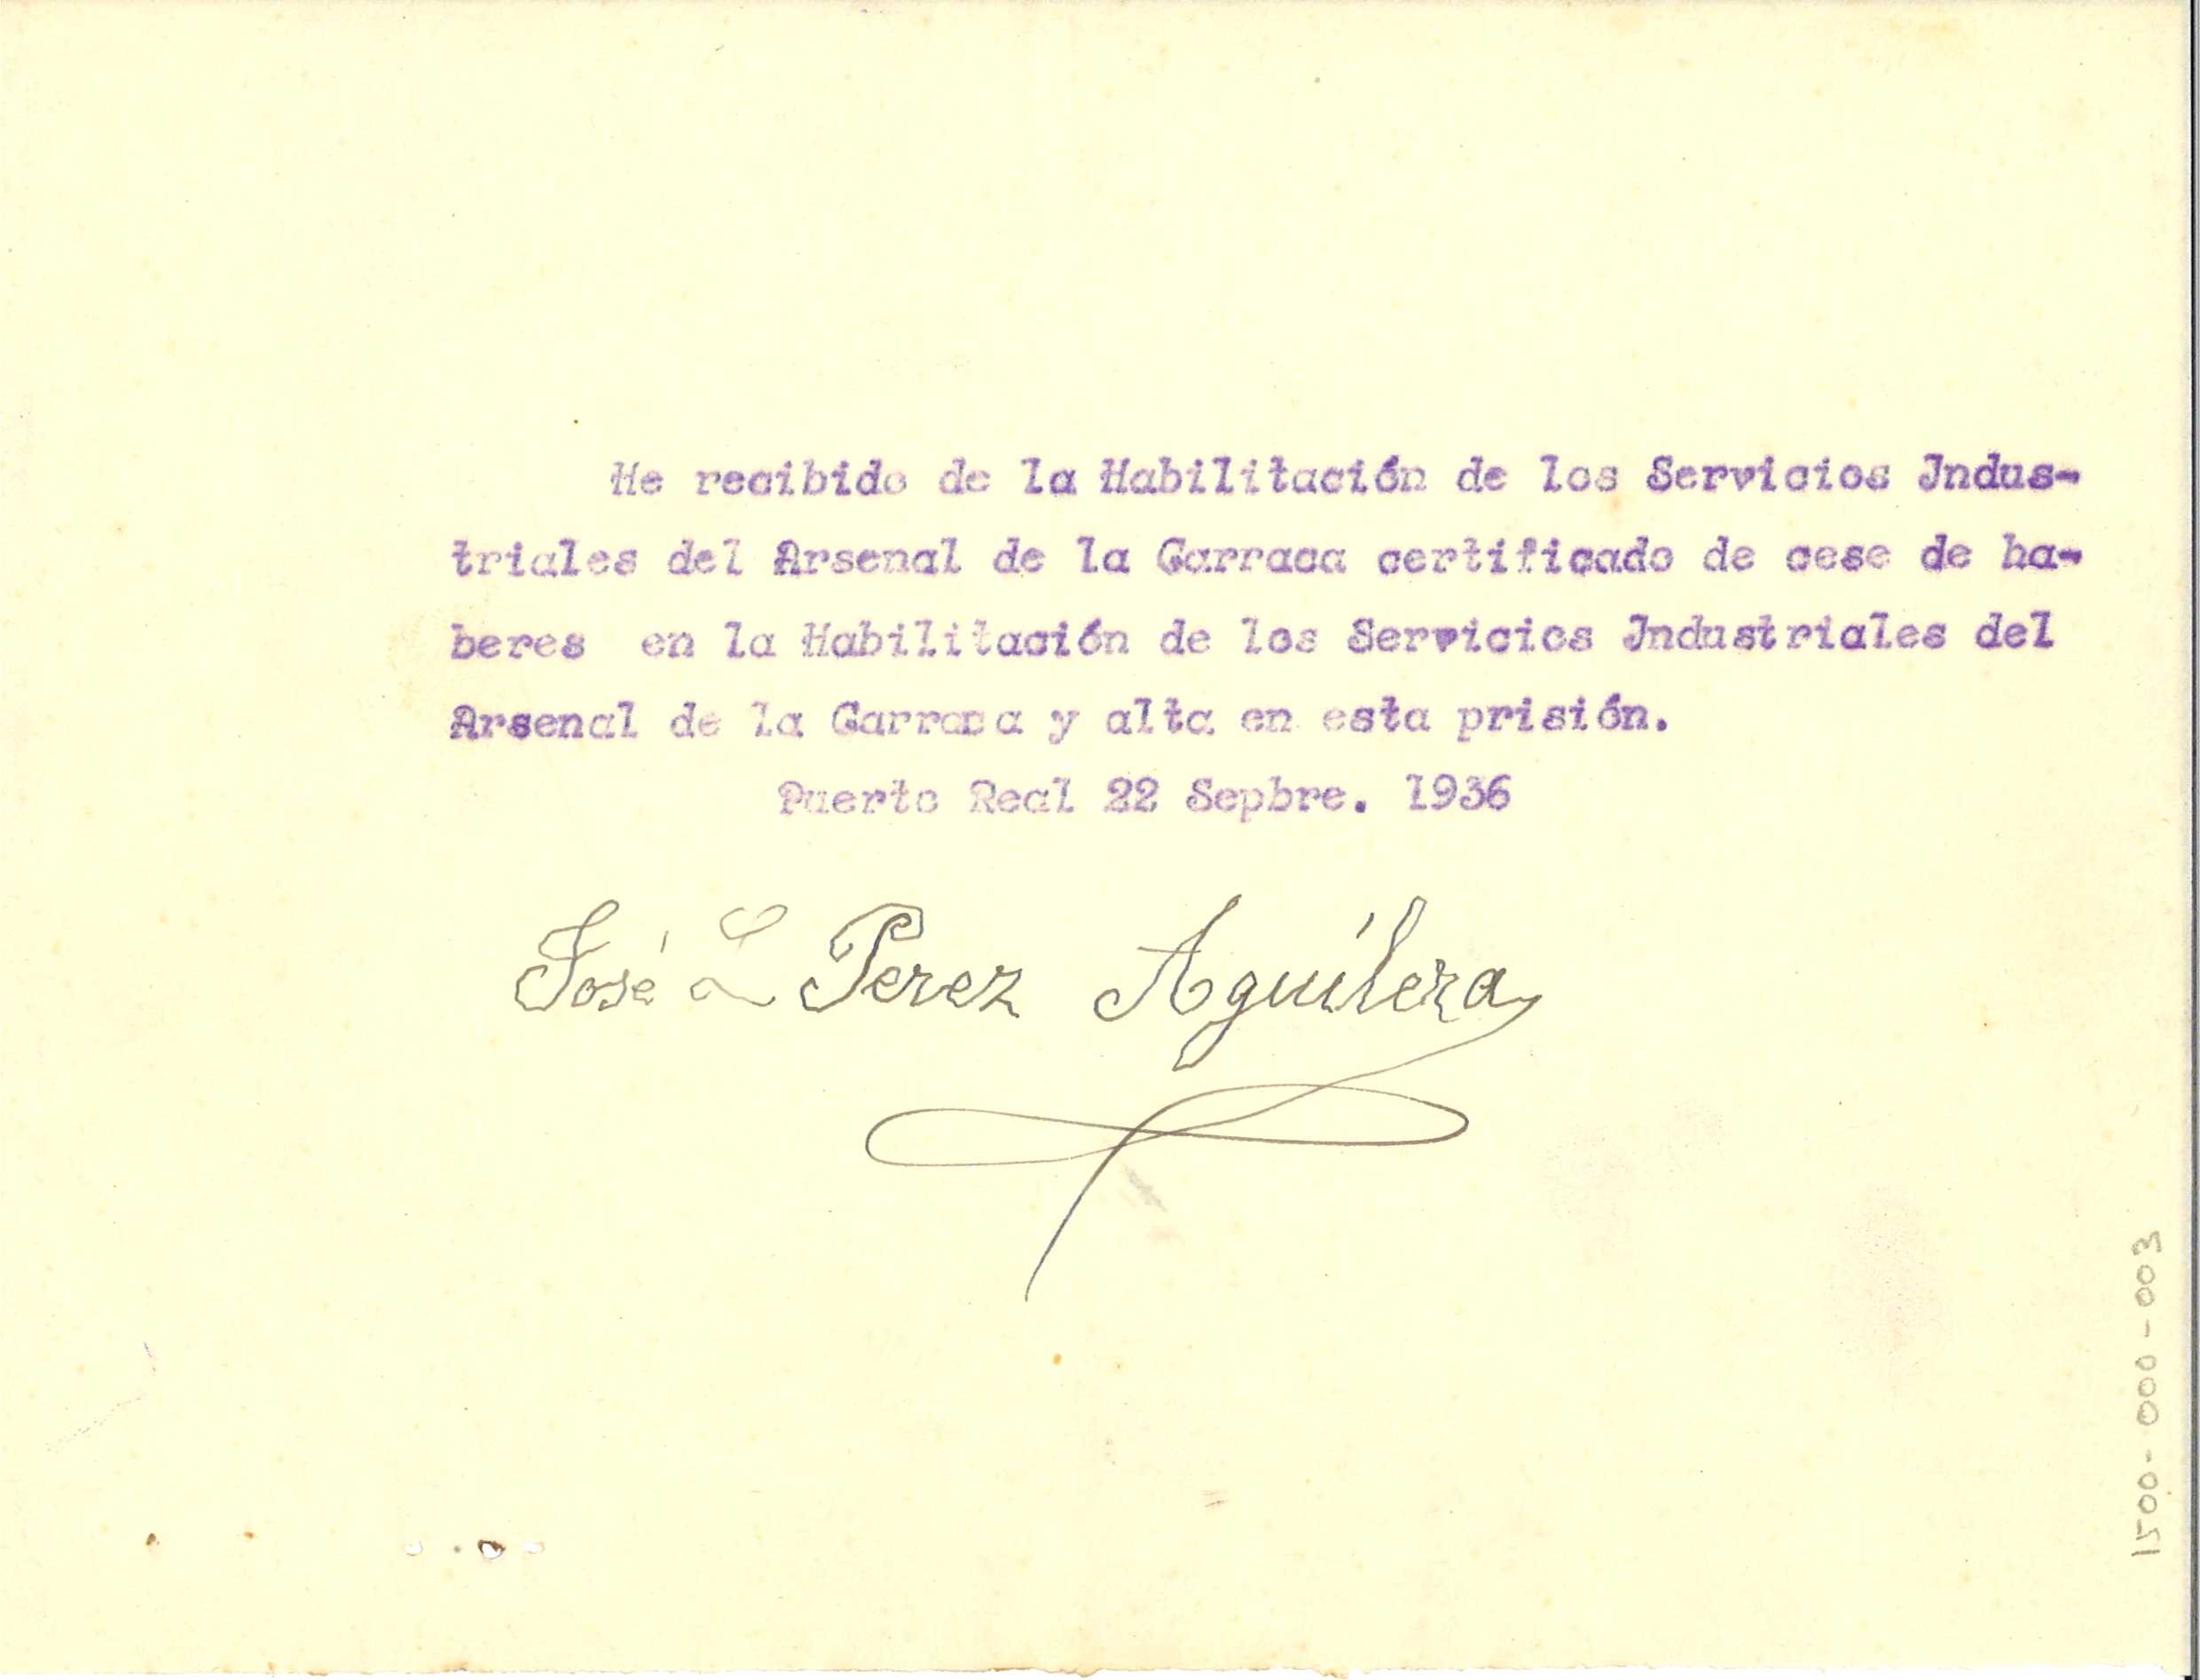 He recibido de la Habilitación de los Servicios Indus-
triales del Arsenal de la Carraca certificado de cese de ha-
beres en la Habilitación de los Servicios Industriales del
Arsenal de la Carraca y alta en esta prisión.
Puerto Real 22 Sepbre. 1936
José L Perez Aguilera
1500-000-003